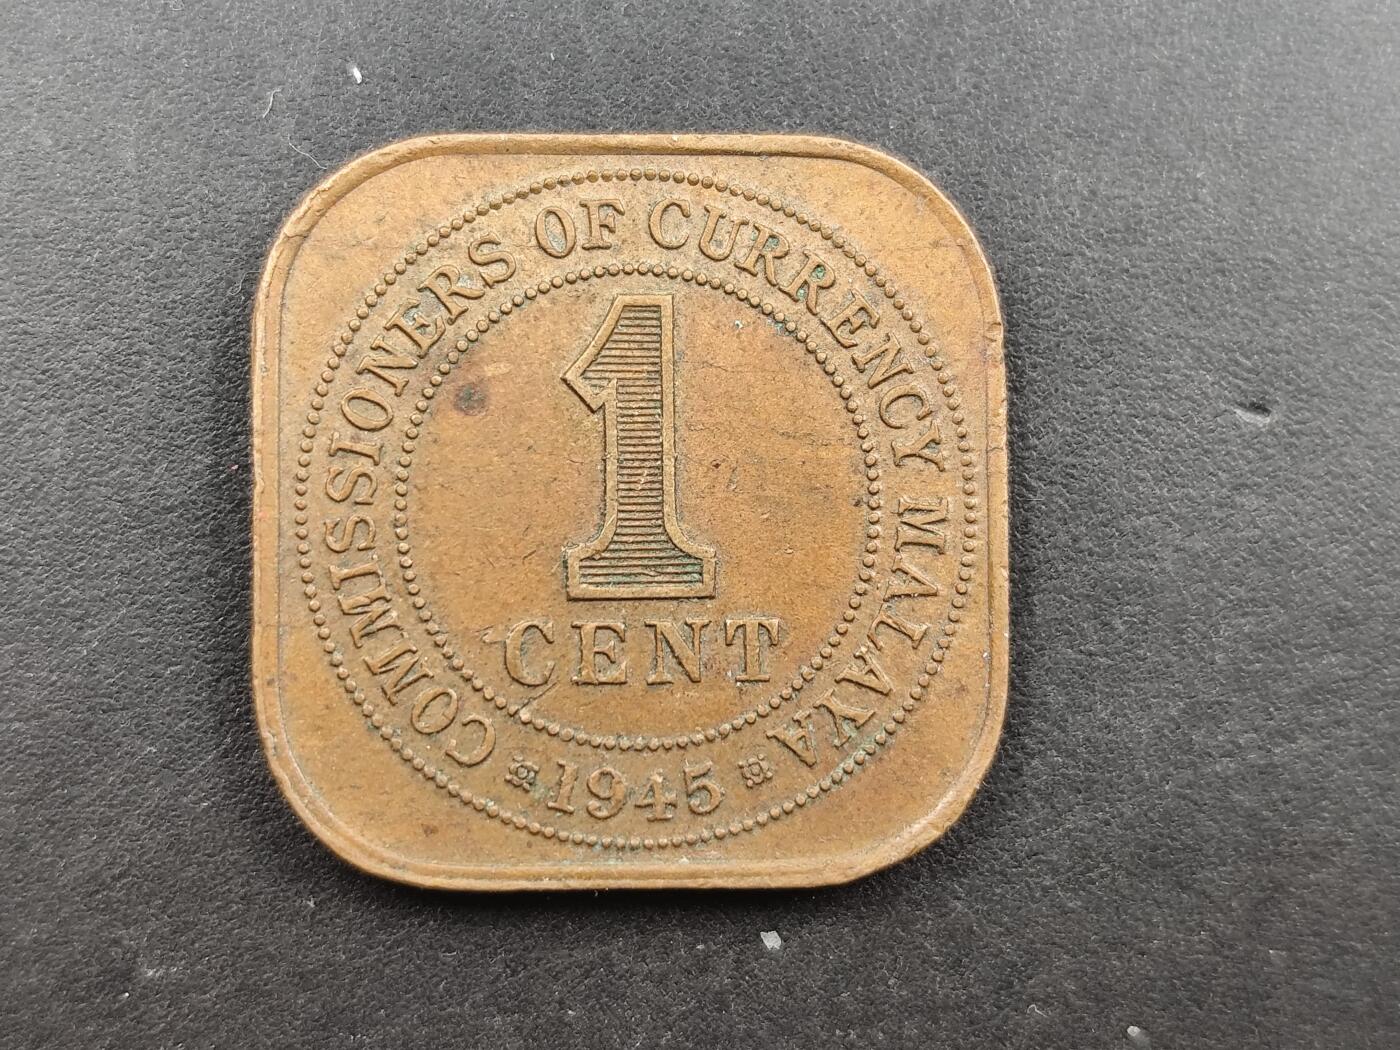 COMMISSIONERS OF CURRENCY MALAYA
1
CENT
1945